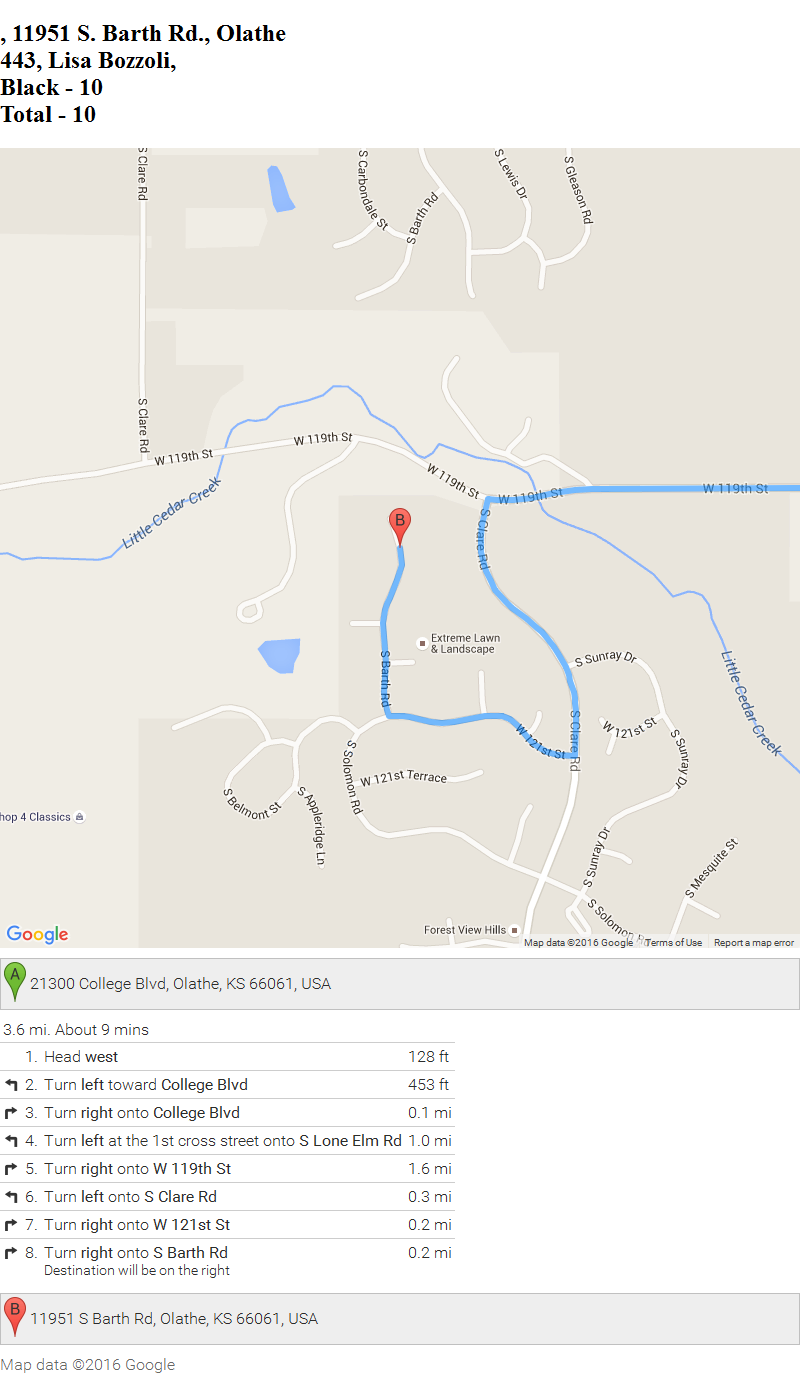 , 11951 S. Barth Rd., Olathe
443, Lisa Bozzoli,
Black - 10
Total - 10
S Clare Rd
S Carbondale St
S Barth Rd
S Lewis Dr
S Gleason Rd
S Clare Rd
W 119th St
W 119th St
W 119th St
W 119th St
W 119th St
Little Cedar Creek
B
S Clare Rd
Extreme Lawn
& Landscape
S Barth Rd
S Sunray Dr
Little Cedar Creek
S Clare Rd
W 121st St
W 121st St
S Sunray Dr
S Solomon Rd
W 121st Terrace
S Belmont St
S Appleridge Ln
hop 4 Classics
S Sunray Dr
S Mesquite St
S Solomon Rd
Forest View Hills
Google
Map data ©2016 Google
Terms of Use
Report a map error
A
21300 College Blvd, Olathe, KS 66061, USA
3.6 mi. About 9 mins
1. Head west 128 ft
2. Turn left toward College Blvd 453 ft
3. Turn right onto College Blvd 0.1 mi
4. Turn left at the 1st cross street onto S Lone Elm Rd 1.0 mi
5. Turn right onto W 119th St 1.6 mi
6. Turn left onto S Clare Rd 0.3 mi
7. Turn right onto W 121st St 0.2 mi
8. Turn right onto S Barth Rd 0.2 mi
Destination will be on the right
B
11951 S Barth Rd, Olathe, KS 66061, USA
Map data ©2016 Google